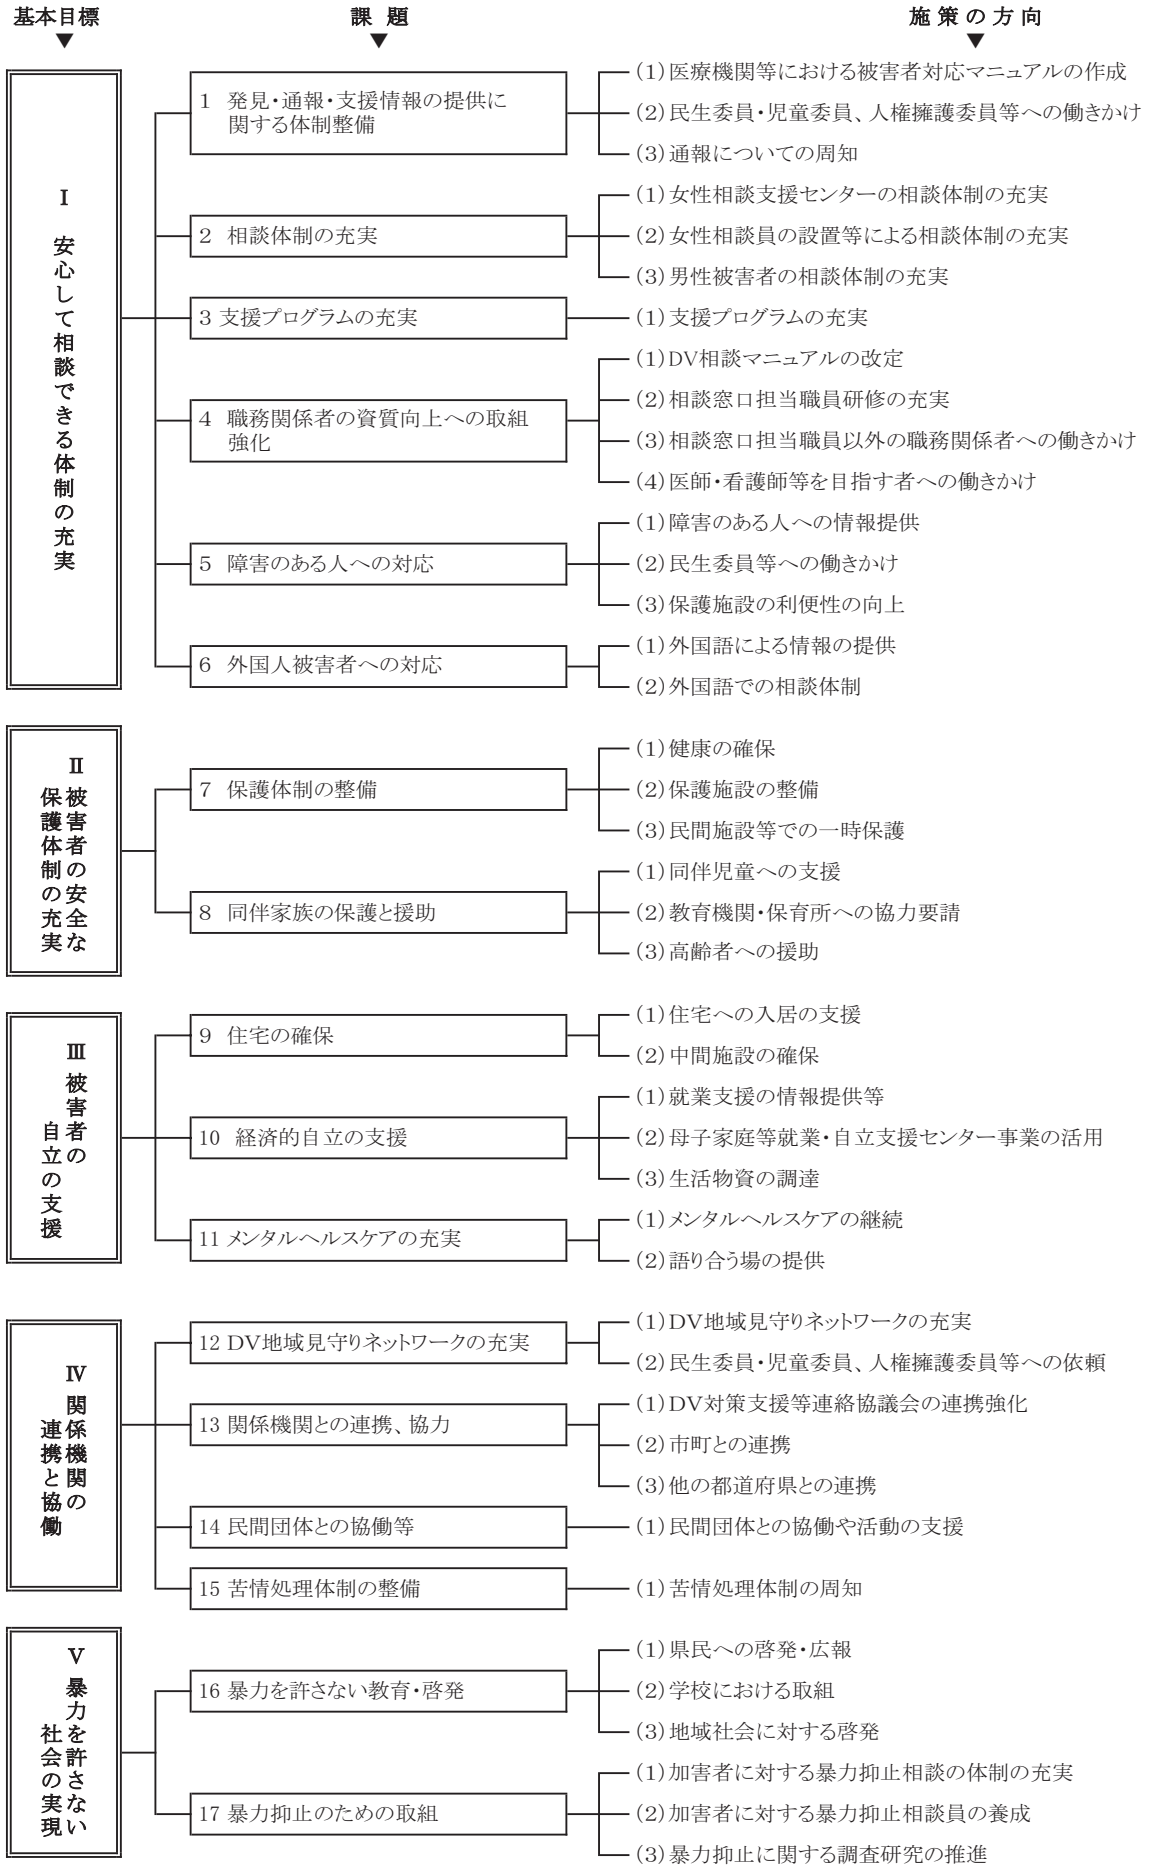 基本目標
課 題
施 策 の 方 向
▼
▼
▼
Ⅰ 安心して相談できる体制の充実
1 発見・通報・支援情報の提供に
関する体制整備
(1)医療機関等における被害者対応マニュアルの作成
(2)民生委員・児童委員、人権擁護委員等への働きかけ
(3)通報についての周知
2 相談体制の充実
(1)女性相談支援センターの相談体制の充実
(2)女性相談員の設置等による相談体制の充実
(3)男性被害者の相談体制の充実
3 支援プログラムの充実
(1)支援プログラムの充実
4 職務関係者の資質向上への取組
強化
(1)DV相談マニュアルの改定
(2)相談窓口担当職員研修の充実
(3)相談窓口担当職員以外の職務関係者への働きかけ
(4)医師・看護師等を目指す者への働きかけ
5 障害のある人への対応
(1)障害のある人への情報提供
(2)民生委員等への働きかけ
(3)保護施設の利便性の向上
6 外国人被害者への対応
(1)外国語による情報の提供
(2)外国語での相談体制
Ⅱ 被害者の安全な
保護体制の充実
7 保護体制の整備
(1)健康の確保
(2)保護施設の整備
(3)民間施設等での一時保護
8 同伴家族の保護と援助
(1)同伴児童への支援
(2)教育機関・保育所への協力要請
(3)高齢者への援助
Ⅲ 被害者の
自立の支援
9 住宅の確保
(1)住宅への入居の支援
(2)中間施設の確保
10 経済的自立の支援
(1)就業支援の情報提供等
(2)母子家庭等就業・自立支援センター事業の活用
(3)生活物資の調達
11 メンタルヘルスケアの充実
(1)メンタルヘルスケアの継続
(2)語り合う場の提供
Ⅳ 関係機関の
連携と協働
12 DV地域見守りネットワークの充実
(1)DV地域見守りネットワークの充実
(2)民生委員・児童委員、人権擁護委員等への依頼
13 関係機関との連携、協力
(1)DV対策支援等連絡協議会の連携強化
(2)市町との連携
(3)他の都道府県との連携
14 民間団体との協働等
(1)民間団体との協働や活動の支援
15 苦情処理体制の整備
(1)苦情処理体制の周知
Ⅴ 暴力を許さない
社会の実現
16 暴力を許さない教育・啓発
(1)県民への啓発・広報
(2)学校における取組
(3)地域社会に対する啓発
17 暴力抑止のための取組
(1)加害者に対する暴力抑止相談の体制の充実
(2)加害者に対する暴力抑止相談員の養成
(3)暴力抑止に関する調査研究の推進